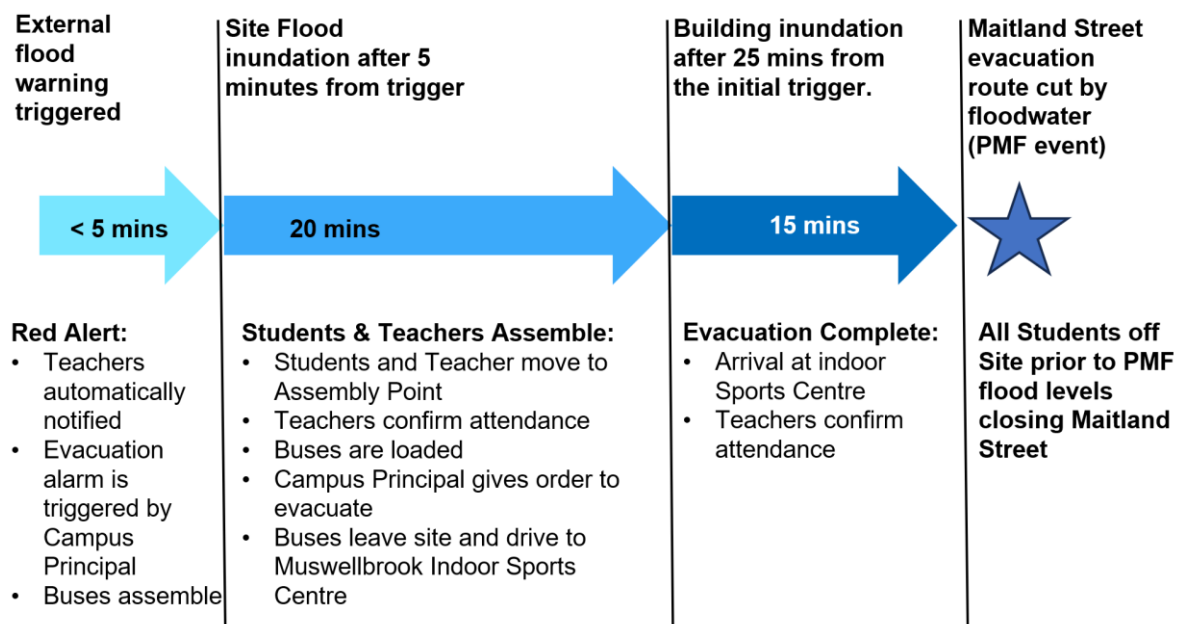 External
flood
warning
triggered
Site Flood
inundation after 5
minutes from trigger
Building inundation
after 25 mins from
the initial trigger.
Maitland Street
evacuation
route cut by
floodwater
(PMF event)
< 5 mins
20 mins
15 mins
Red Alert:
• Teachers
automatically
notified
• Evacuation
alarm is
triggered by
Campus
Principal
• Buses assemble
Students & Teachers Assemble:
• Students and Teacher move to
Assembly Point
• Teachers confirm attendance
• Buses are loaded
• Campus Principal gives order to
evacuate
• Buses leave site and drive to
Muswellbrook Indoor Sports
Centre
Evacuation Complete:
• Arrival at indoor
Sports Centre
• Teachers confirm
attendance
All Students off
Site prior to PMF
flood levels
closing Maitland
Street